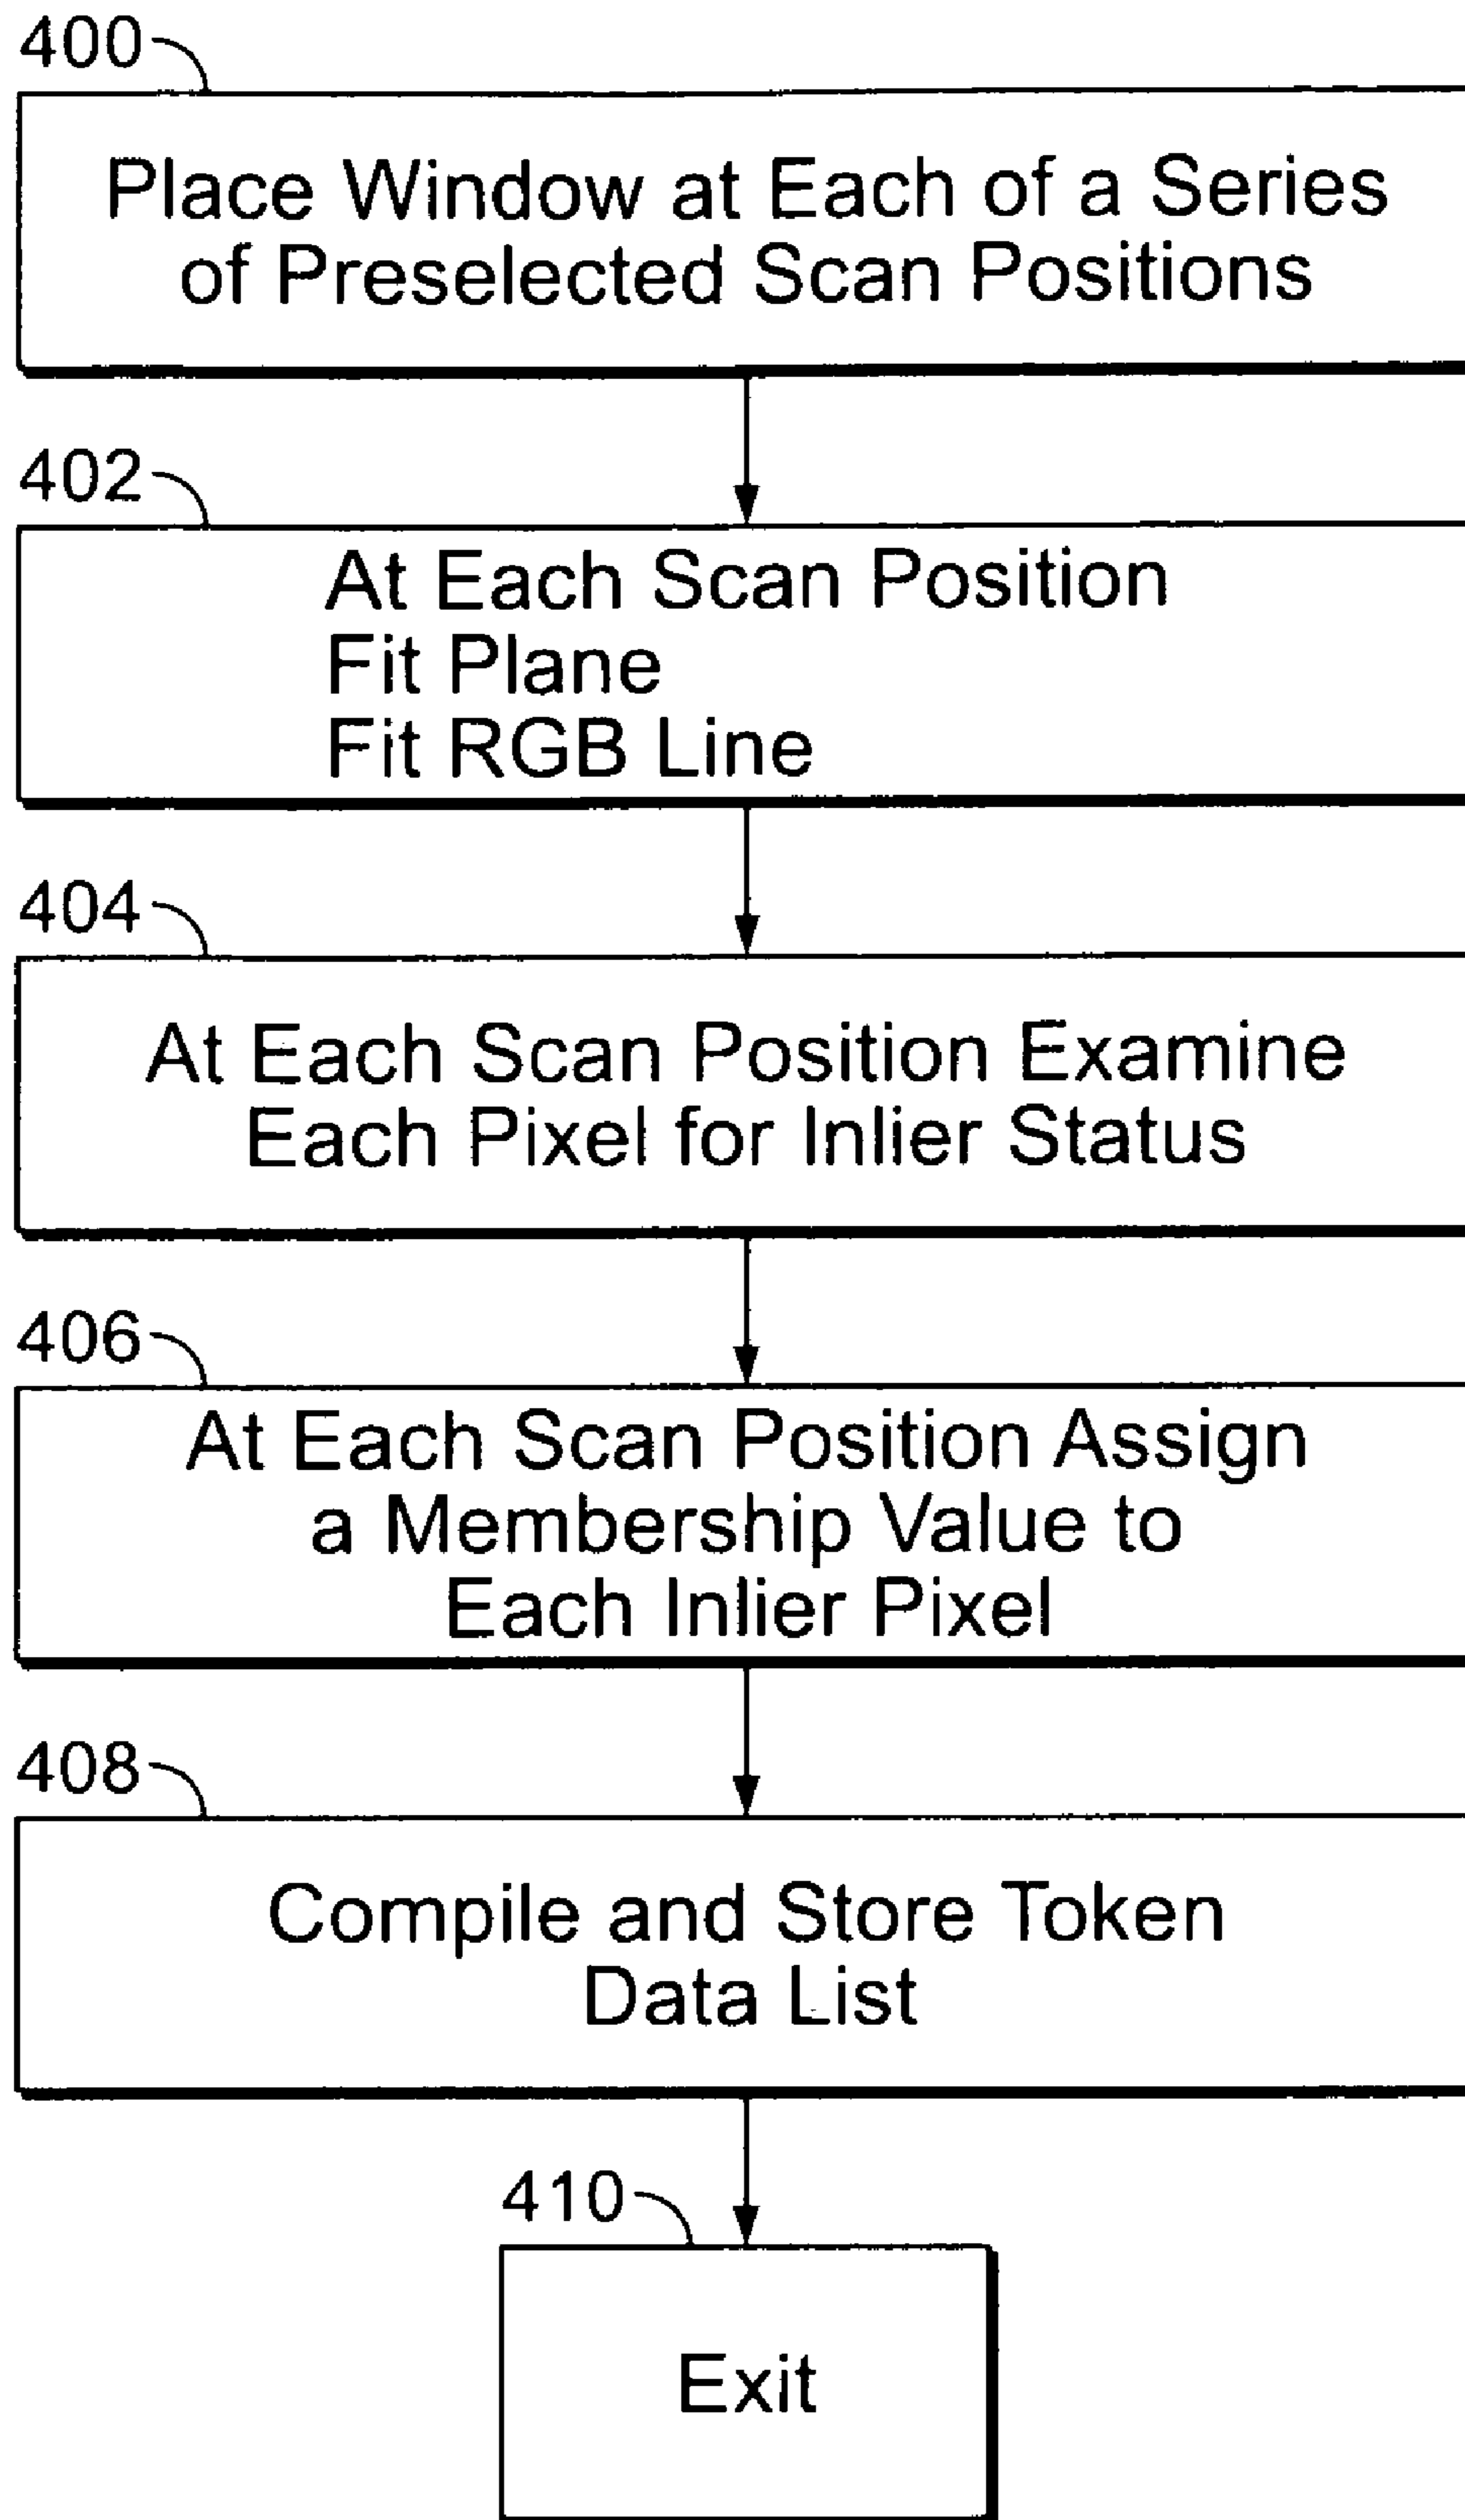 400
Place Window at Each of a Series
of Preselected Scan Positions
402
At Each Scan Position
Fit Plane
Fit RGB Line
404
At Each Scan Position Examine
Each Pixel for Inlier Status
406
At Each Scan Position Assign
a Membership Value to
Each Inlier Pixel
408
Compile and Store Token
Data List
410
Exit